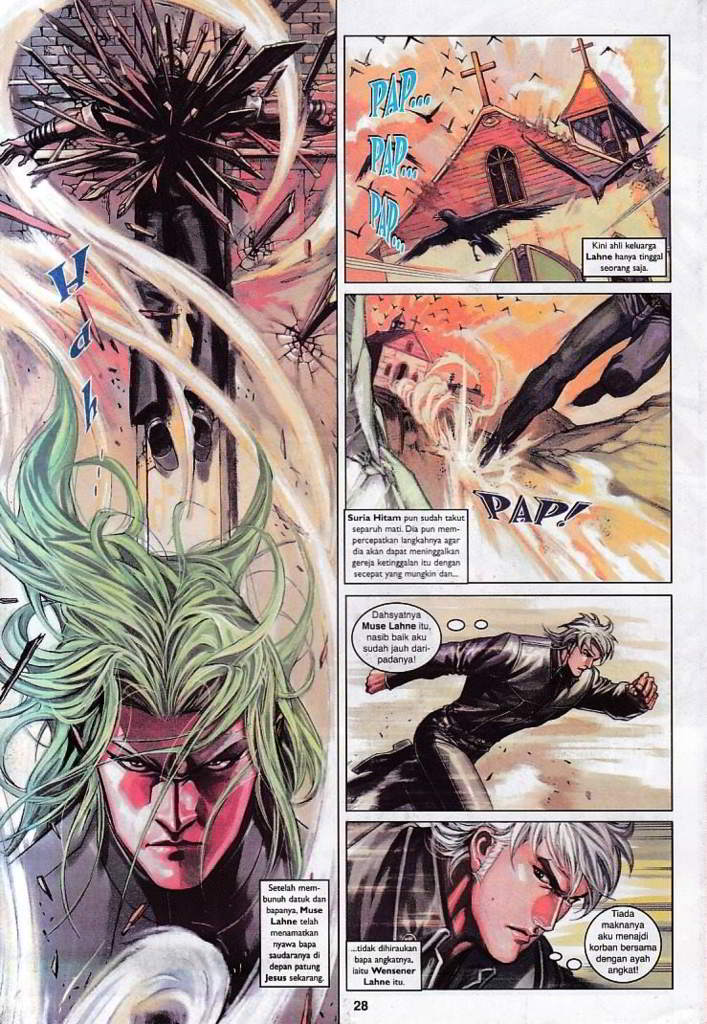 Hah...
Setelah mem-
bunuh datuk dan
bapanya, Muse
Lahne telah
menamatkan
nyawa bapa
saudaranya di
depan patung
Jesus sekarang.
PAP...
PAP...
PAP...
Kini ahli keluarga
Lahne hanya tinggal
seorang saja.
PAP!
Suria Hitam pun sudah takut
separuh mati. Dia pun mem-
percepatkan langkahnya agar
dia akan dapat meninggalkan
gereja ketinggalan itu dengan
secepat yang mungkin dan...
Dahsyatnya
Muse Lahne itu,
nasib baik aku
sudah jauh dari-
padanya!
...tidak dihiraukan
bapa angkatnya,
iaitu Wensener
Lahne itu.
Tiada
maknanya
aku menajdi
korban bersama
dengan ayah
angkat!
28